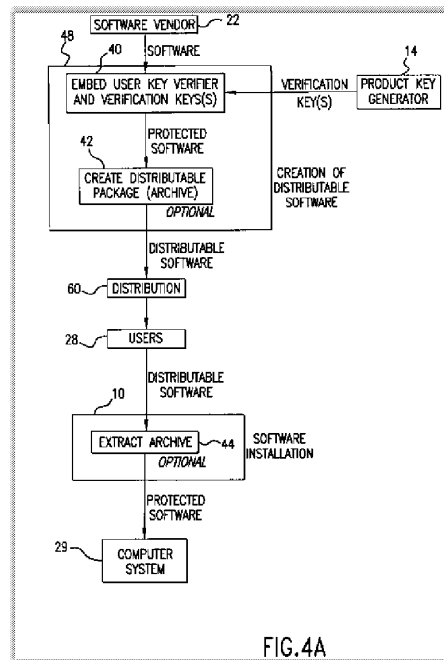 SOFTWARE VENDOR
22
SOFTWARE
48
40
14
EMBED USER KEY VERIFIER
AND VERIFICATION KEYS(S)
VERIFICATION
KEY(S)
PRODUCT KEY
GENERATOR
PROTECTED
SOFTWARE
42
CREATE DISTRIBUTABLE
PACKAGE (ARCHIVE)
OPTIONAL
CREATION OF
DISTRIBUTABLE
SOFTWARE
DISTRIBUTABLE
SOFTWARE
60
DISTRIBUTION
28
USERS
DISTRIBUTABLE
SOFTWARE
10
EXTRACT ARCHIVE
44
OPTIONAL
SOFTWARE
INSTALLATION
PROTECTED
SOFTWARE
29
COMPUTER
SYSTEM
FIG.4A